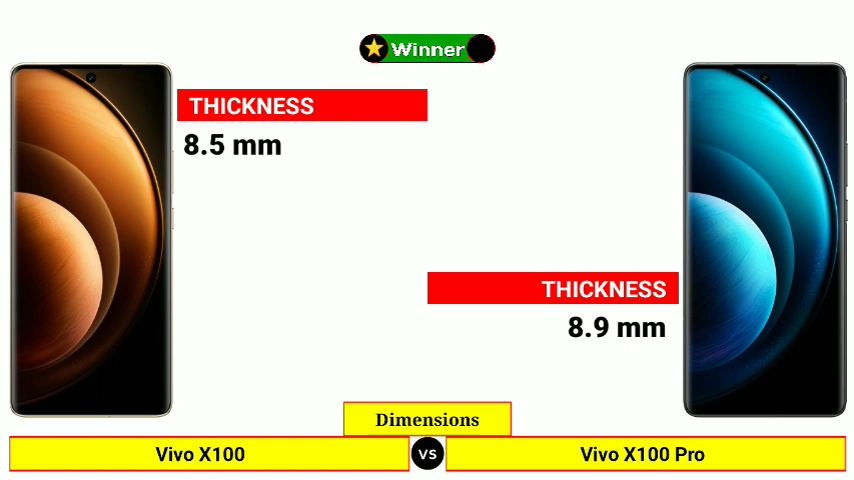 Winner
THICKNESS
8.5 mm
THICKNESS
8.9 mm
Dimensions
Vivo X100
VS
Vivo X100 Pro